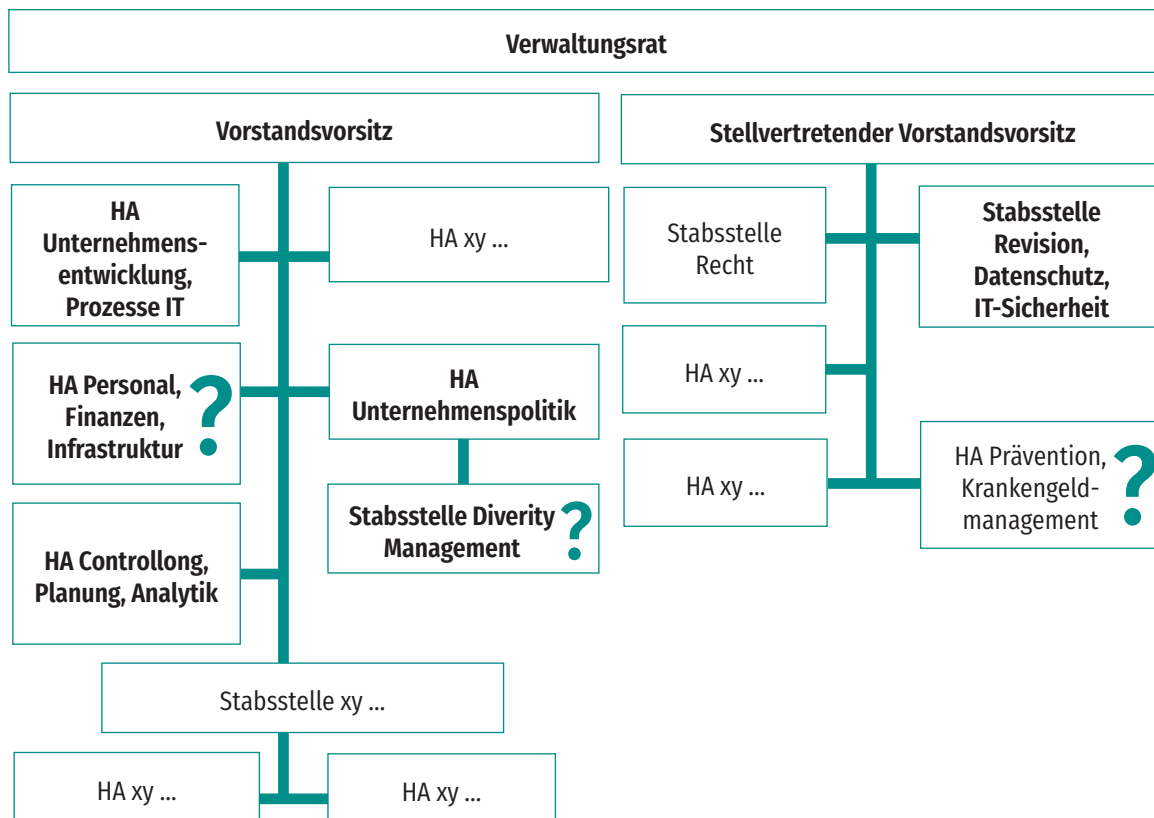 Verwaltungsrat
Vorstandsvorsitz
HA
Unternehmens-
entwicklung,
Prozesse IT
HA xy ...
HA Personal,
Finanzen,
Infrastruktur
?
HA
Unternehmenspolitik
Stabsstelle Diverity
Management
?
HA Controllong,
Planung, Analytik
Stabsstelle xy ...
HA xy ...
HA xy ...
Stellvertretender Vorstandsvorsitz
Stabsstelle
Recht
Stabsstelle
Revision,
Datenschutz,
IT-Sicherheit
HA xy ...
HA xy ...
HA Prävention,
Krankengeld-
management
?